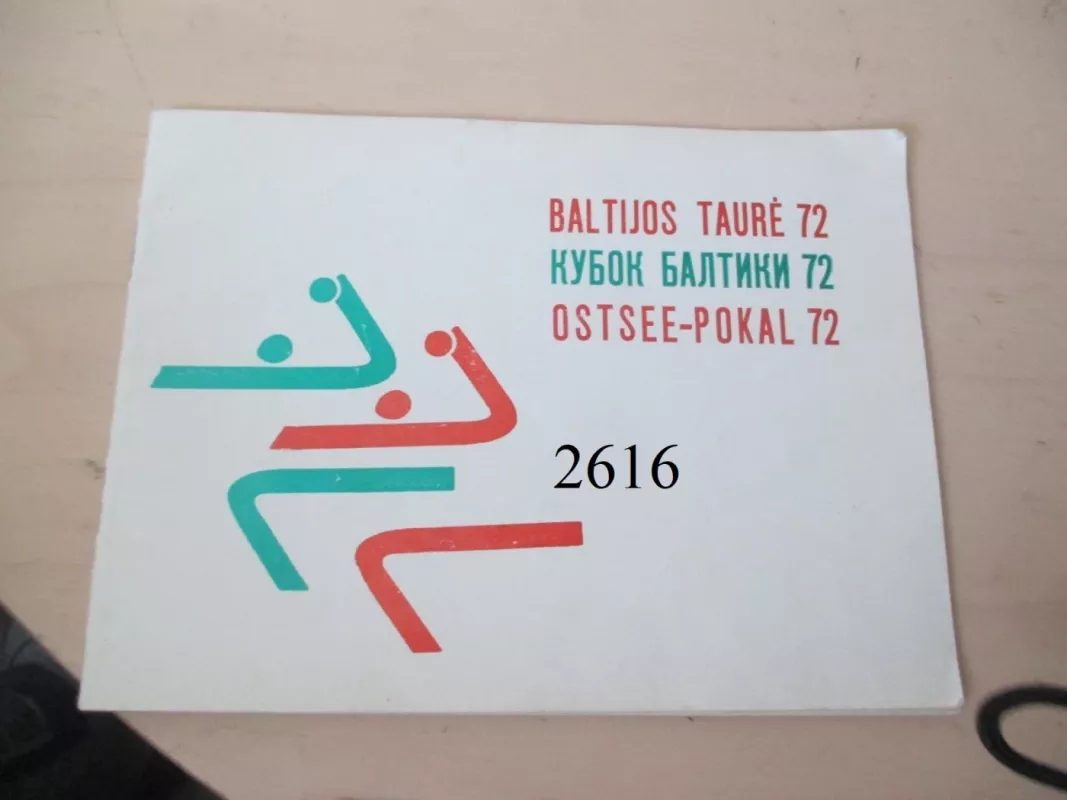 BALTIJOS TAURĖ 72
КУБОК БАЛТИКИ 72
OSTSEE-POKAL 72
2616